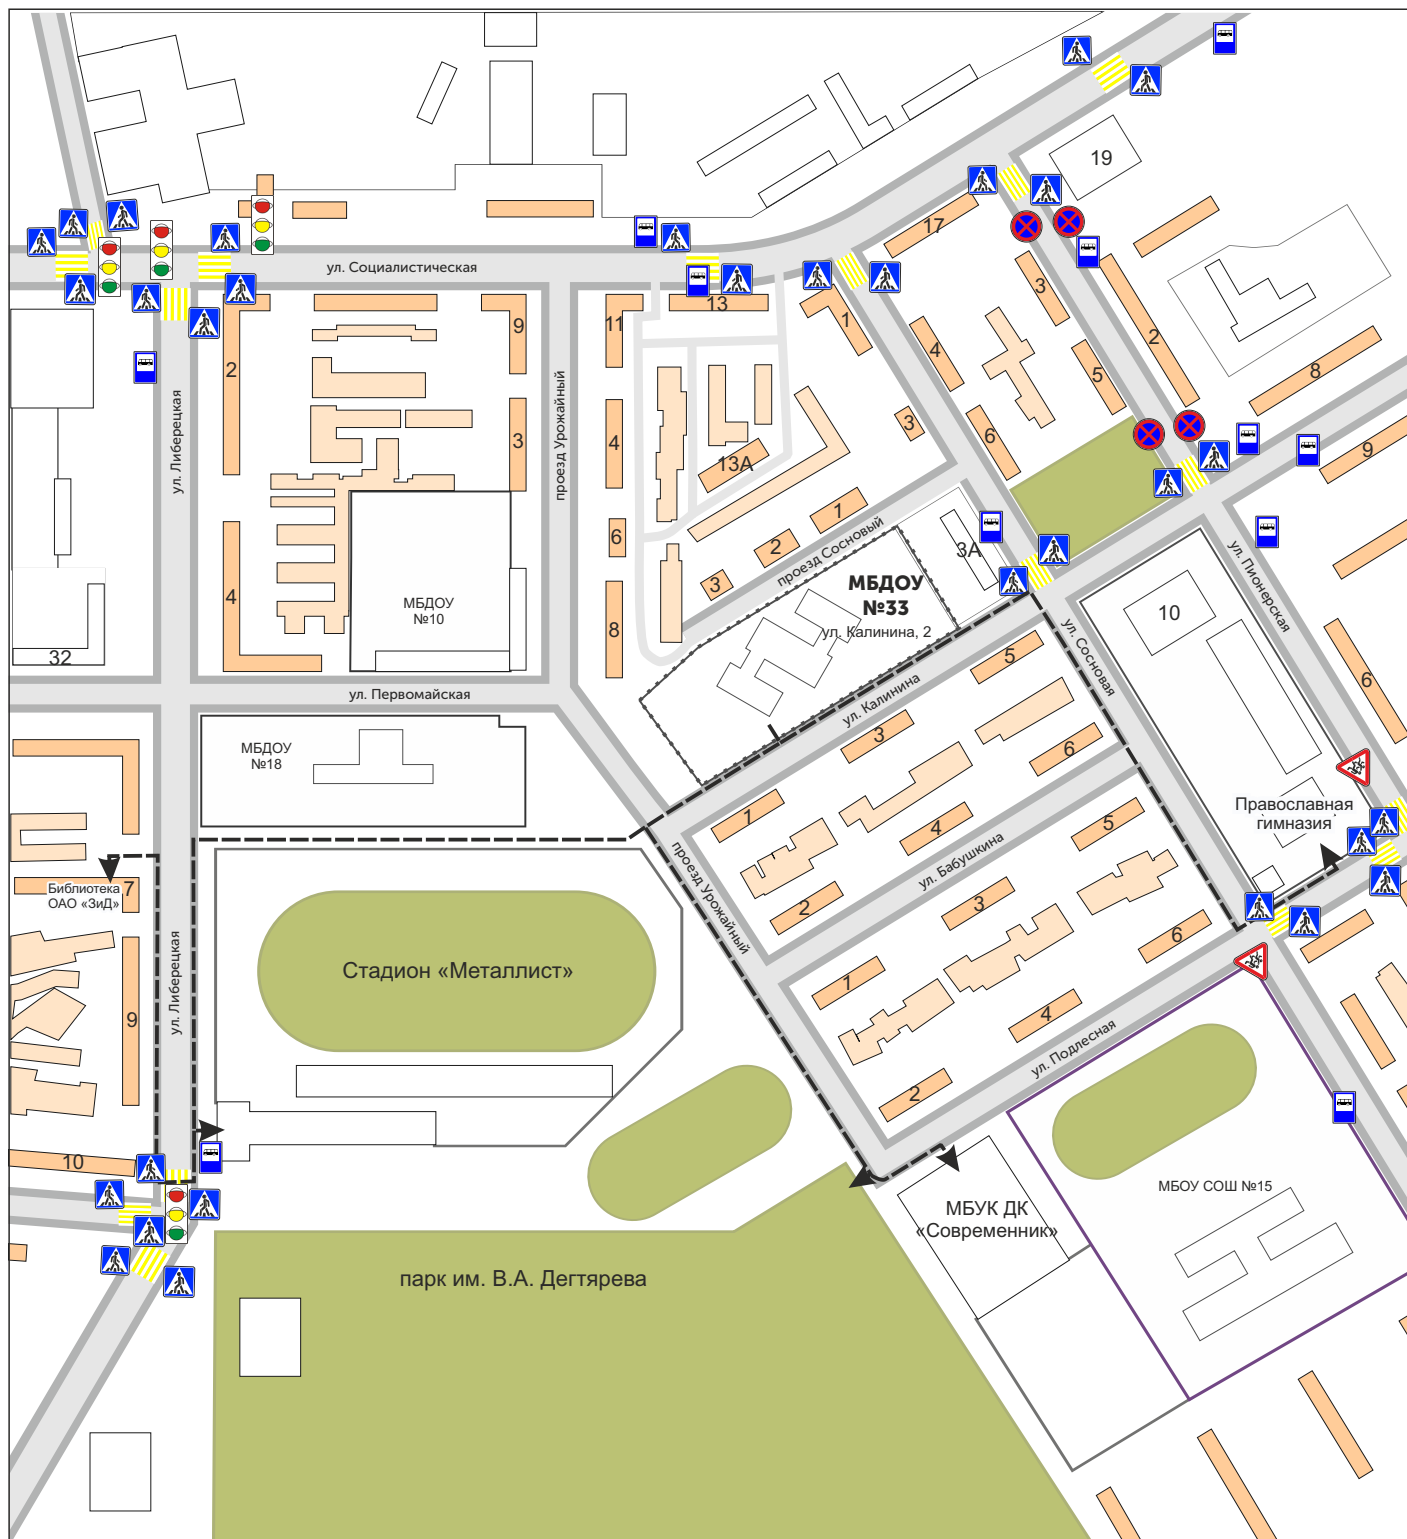 19
17
ул. Социалистическая
3
13
9
11
1
2
4
2
5
8
3
6
9
ул. Либерецкая
проезд Урожайный
3
4
13А
1
6
2
проезд Сосновый
3А
ул. Пионерская
3
МБДОУ
№33
ул. Калинина, 2
4
МБДОУ
№10
8
10
ул. Сосновая
32
5
6
ул. Первомайская
ул. Калинина
3
6
МБДОУ
№18
1
4
5
Православная
гимназия
проезд Урожайный
ул. Бабушкина
2
3
6
Библиотека
ОАО «ЗиД»
7
ул. Либерецкая
Стадион «Металлист»
1
9
4
ул. Подлесная
2
10
МБОУ СОШ №15
МБУК ДК
«Современник»
парк им. В.А. Дегтярева